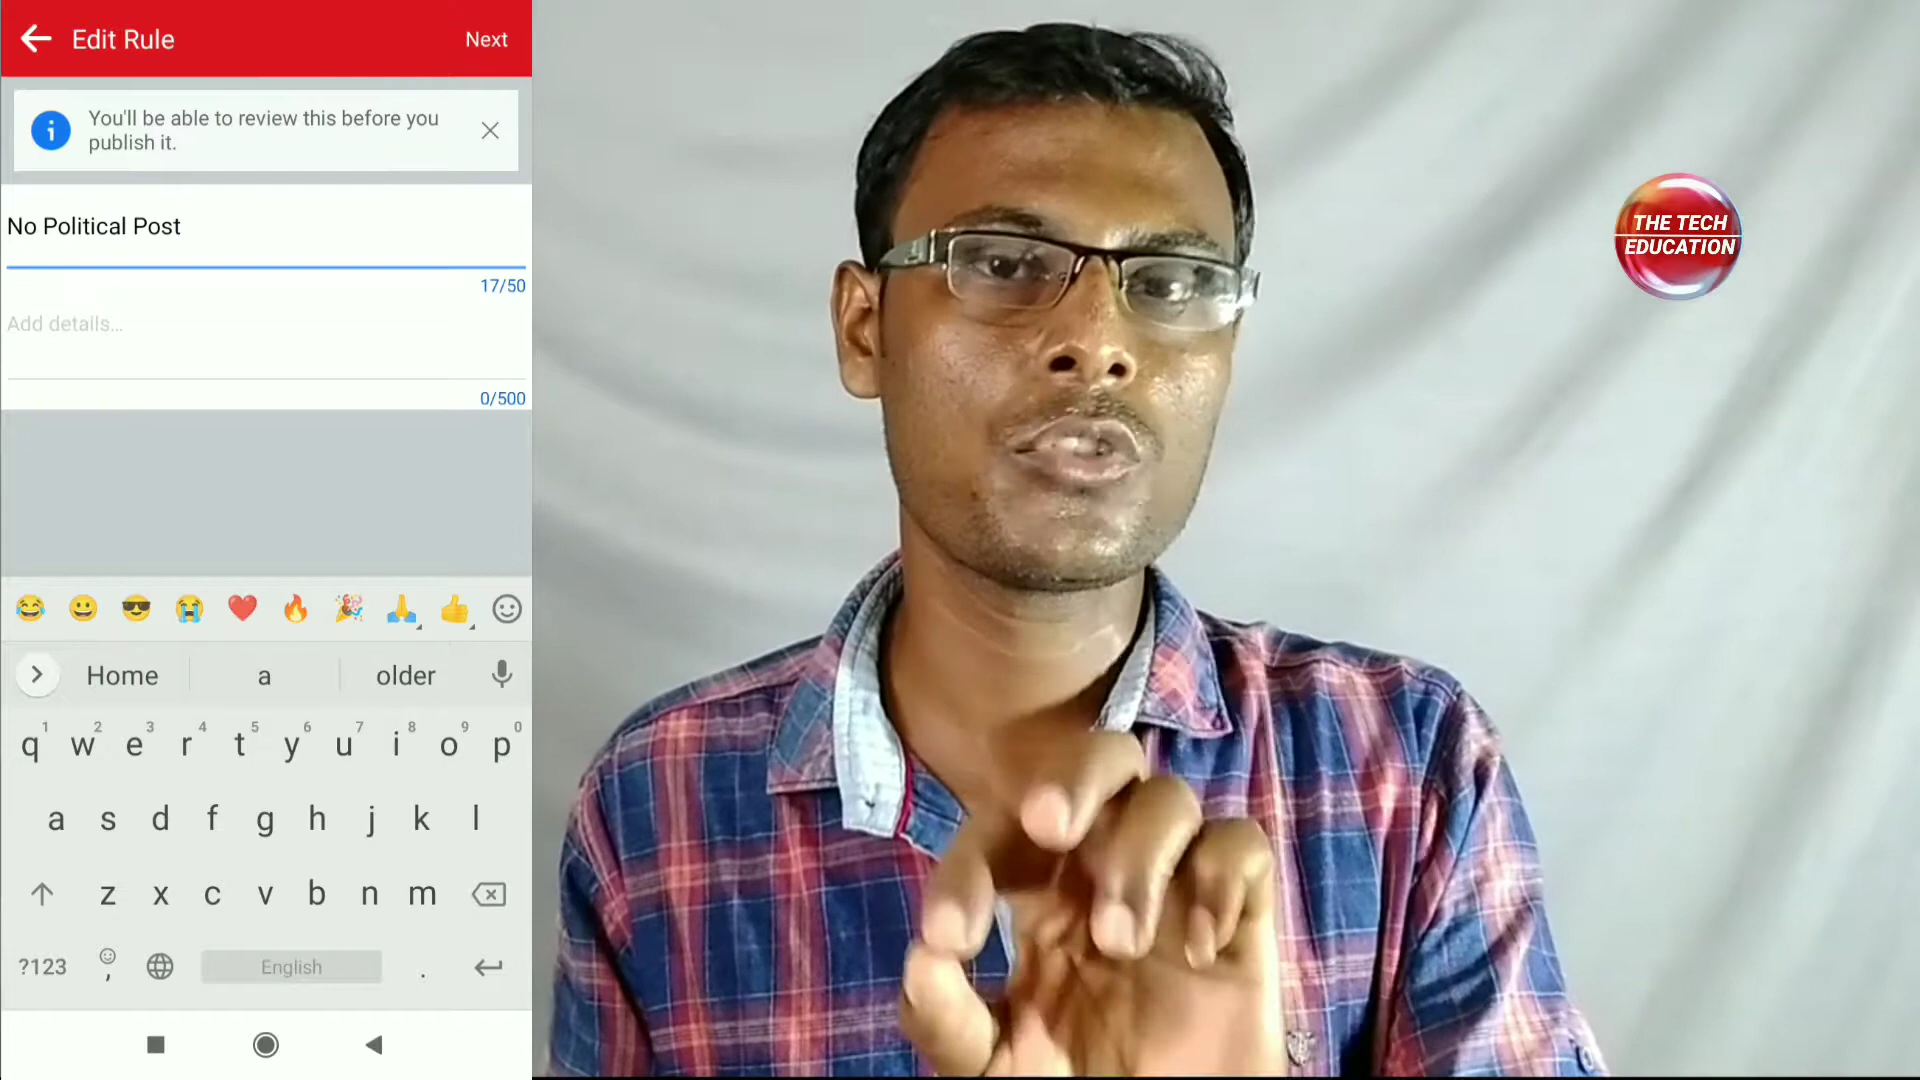 Edit Rule
Next
You'll be able to review this before you
publish it.
No Political Post
17/50
Add details...
0/500
Home a older
1 2 3 4 5 6 7 8 9 0
q w e r t y u i o p
a s d f g h j k l
z x c v b n m
?123 , English .
THE TECH
EDUCATION